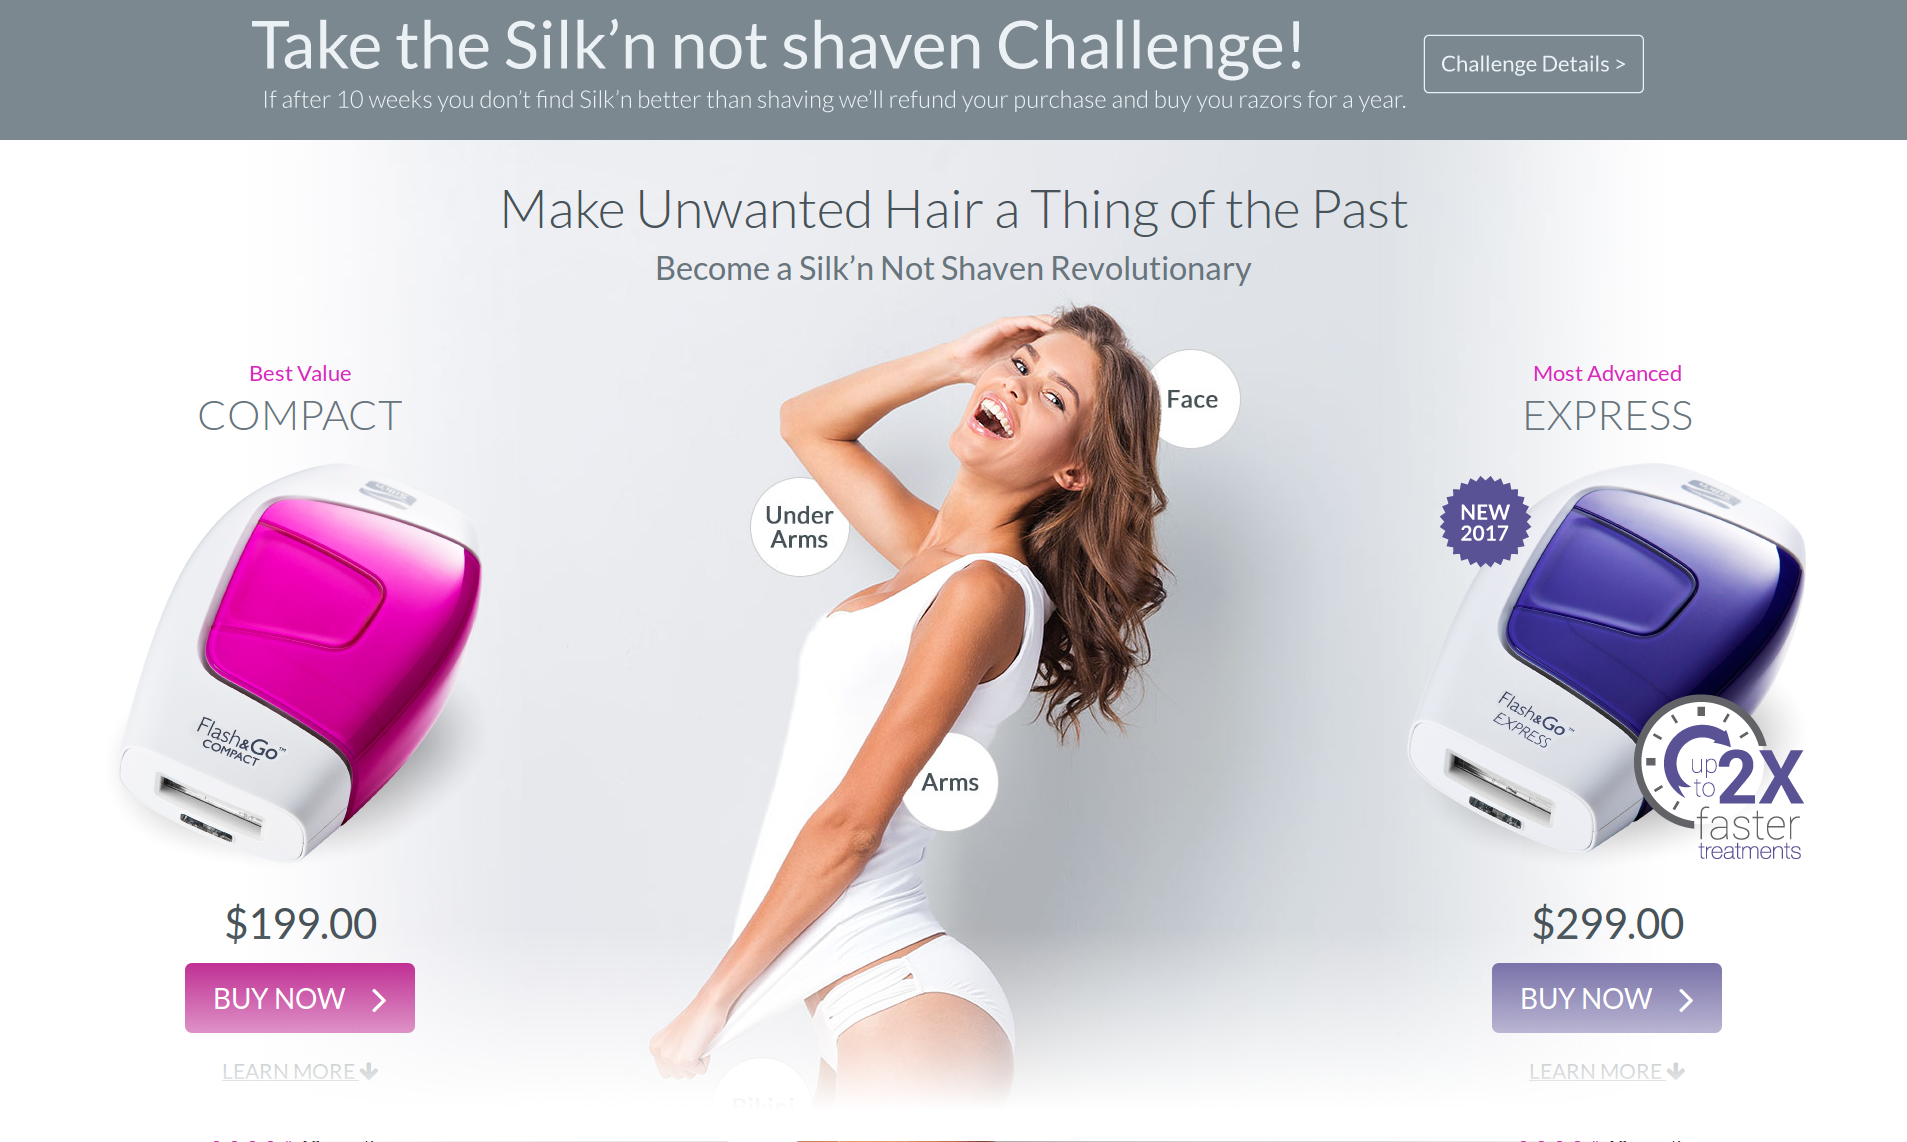 Take the Silk'n not shaven Challenge!
If after 10 weeks you don't find Silk'n better than shaving we'll refund your purchase and buy you razors for a year.
Challenge Details >
Make Unwanted Hair a Thing of the Past
Become a Silk'n Not Shaven Revolutionary
Best Value
COMPACT
Flash&Go™
COMPACT
$199.00
BUY NOW
LEARN MORE
Face
Under
Arms
Arms
Bikini
Most Advanced
EXPRESS
NEW
2017
Flash&Go™
EXPRESS
up
to 2X
faster
treatments
$299.00
BUY NOW
LEARN MORE